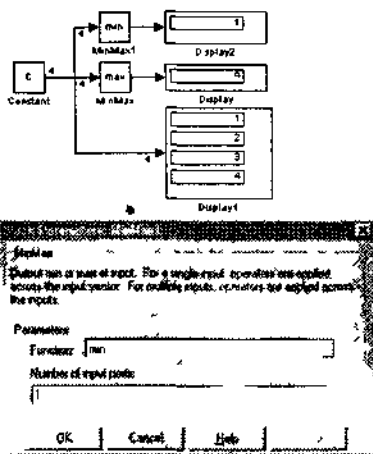 min
1
MinMax1
Display2
4
C
4
max
4
Constant
4
MinMax
Display
1
2
3
4
4
Display1
MinMax
Output min or max of input. For a single input, operators are applied
across the input vector. For multiple inputs, operators are applied across
the inputs.
Parameters
Function: min
Number of input ports:
1
OK Cancel Help